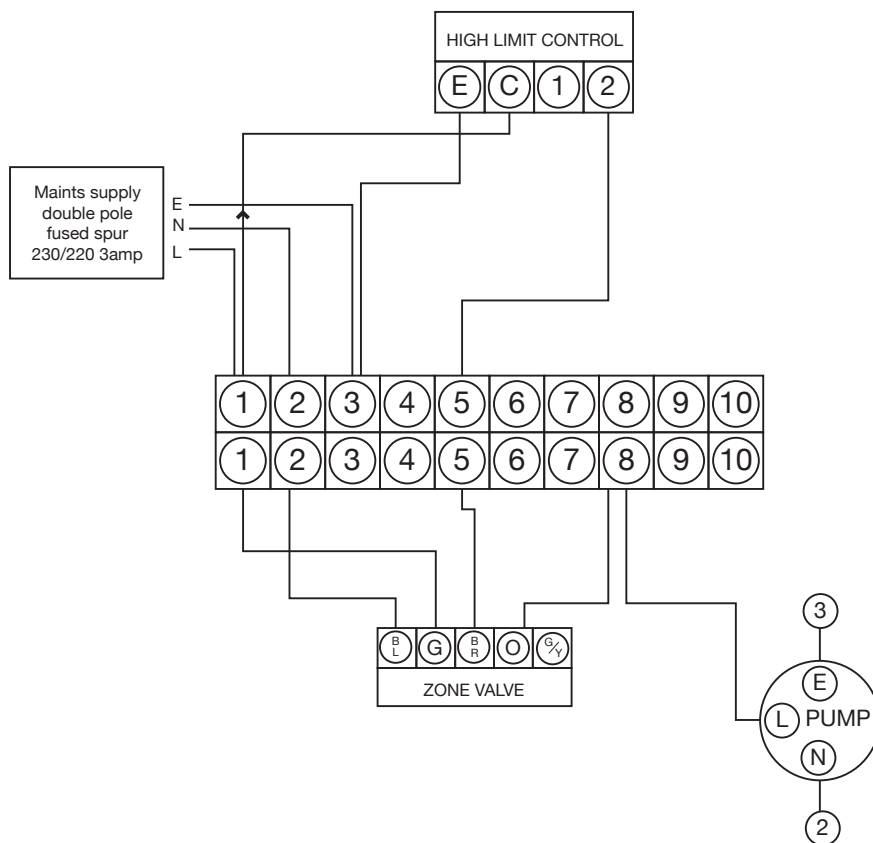 HIGH LIMIT CONTROL
E C 1 2
Maints supply
double pole
fused spur
230/220 3amp
E
N
L
1 2 3 4 5 6 7 8 9 10
1 2 3 4 5 6 7 8 9 10
B
L
G
B
R
O
G/Y
ZONE VALVE
3
E
L PUMP
N
2